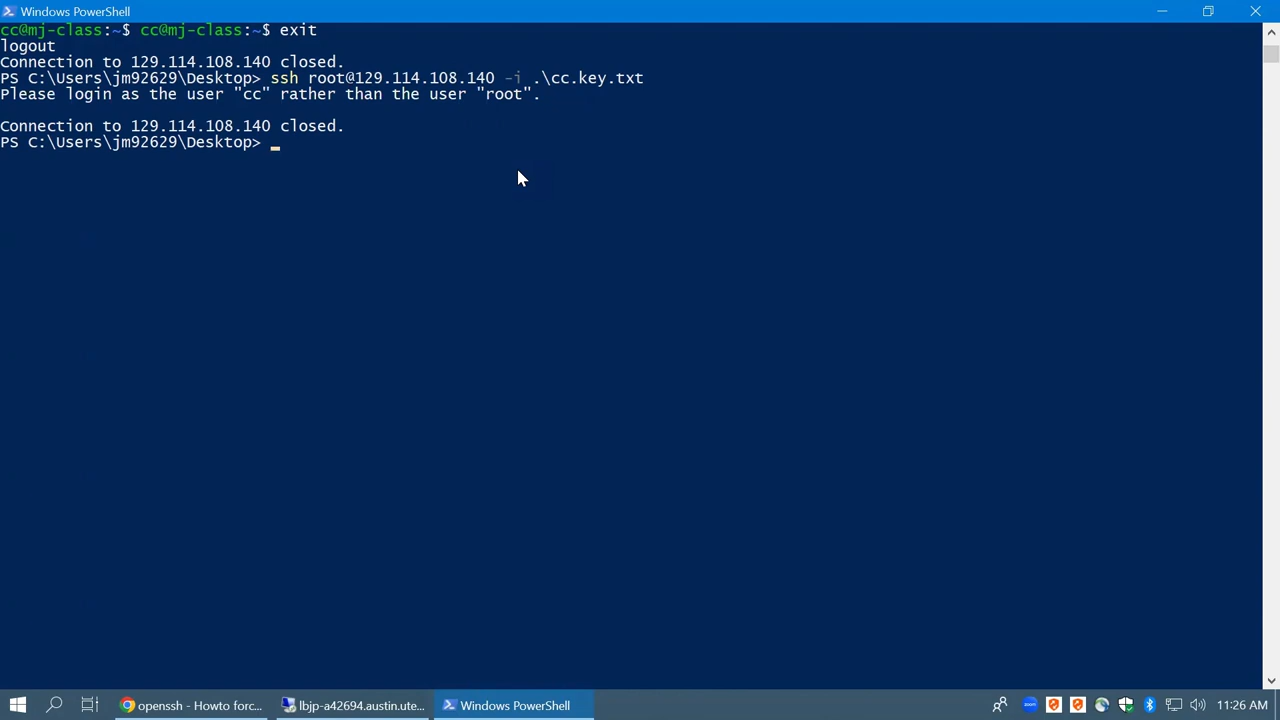 Windows PowerShell
cc@mj-class:~$ cc@mj-class:~$ exit
logout
Connection to 129.114.108.140 closed.
PS C:\Users\jm92629\Desktop> ssh root@129.114.108.140 -i .\cc.key.txt
Please login as the user "cc" rather than the user "root".
Connection to 129.114.108.140 closed.
PS C:\Users\jm92629\Desktop>
openssh - Howto forc...
lbjp-a42694.austin.ute...
Windows PowerShell
zoom
11:26 AM